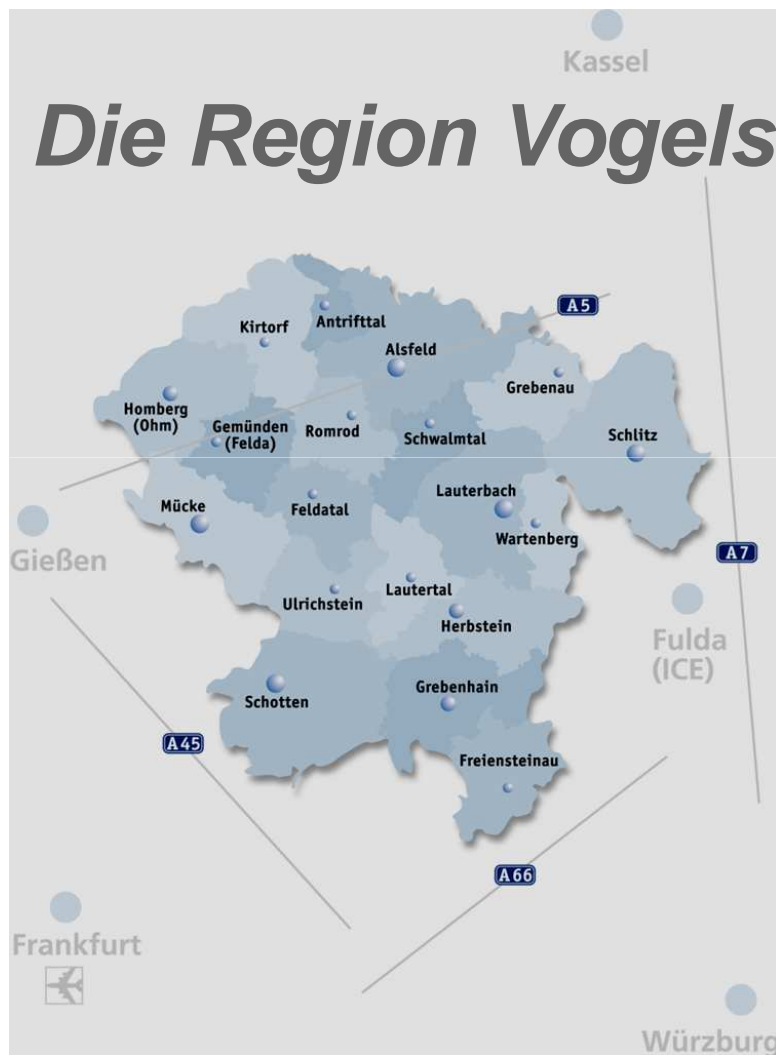 Kassel
Die Region Vogels
A5
Antrifttal
Kirtorf
Alsfeld
Grebenau
Homberg
(Ohm)
Gemünden
(Felda)
Romrod
Schwalmtal
Schlitz
Lauterbach
Mücke
Feldatal
Wartenberg
Gießen
A7
Lautertal
Ulrichstein
Herbstein
Fulda
(ICE)
Grebenhain
Schotten
A45
Freiensteinau
A66
Frankfurt
Würzburg